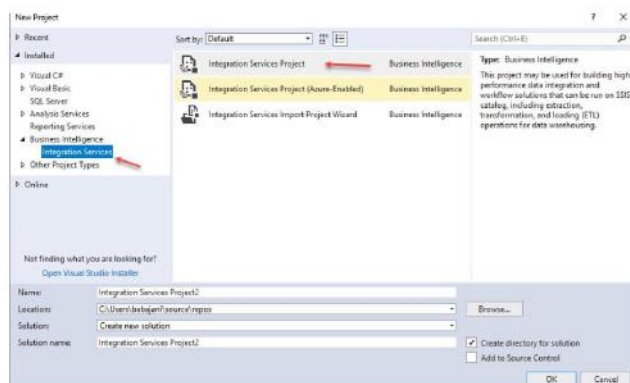 New Project
? X
Recent
Installed
Visual C#
Visual Basic
SQL Server
Analysis Services
Reporting Services
Business Intelligence
Integration Services
Other Project Types
Online
Not finding what you are looking for?
Open Visual Studio Installer
Sort by: Default
Integration Services Project Business Intelligence
Integration Services Project (Azure-Enabled) Business Intelligence
Integration Services Import Project Wizard Business Intelligence
Search (Ctrl+E)
Type: Business Intelligence
This project may be used for building high
performance data integration and
workflow solutions that can be run on SSIS
catalog, including extraction,
transformation, and loading (ETL)
operations for data warehousing.
Name: Integration Services Project2
Location: C:\Users\babajani\source\repos
Browse...
Solution: Create new solution
Solution name: Integration Services Project2
Create directory for solution
Add to Source Control
OK Cancel